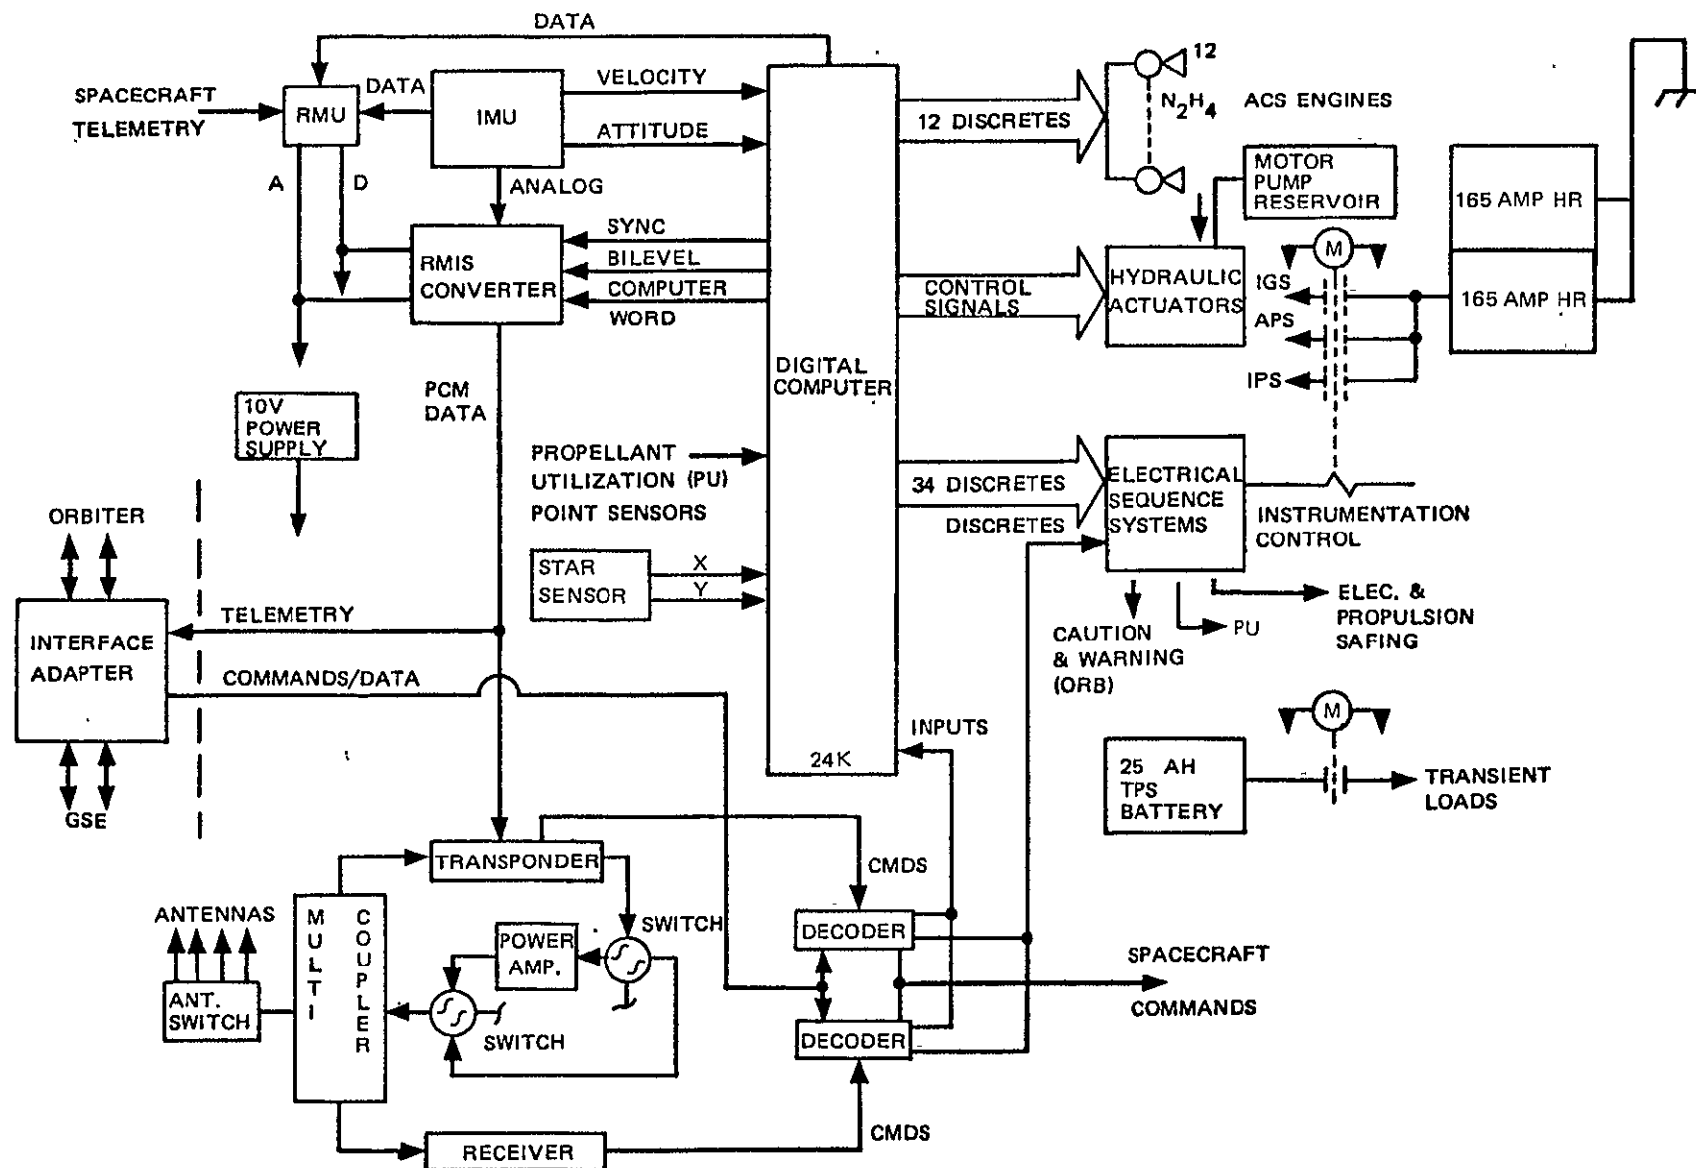 DATA
SPACECRAFT
TELEMETRY
RMU
DATA
IMU
VELOCITY
ATTITUDE
A
D
ANALOG
RMIS
CONVERTER
SYNC
BILEVEL
COMPUTER
WORD
DIGITAL
COMPUTER
24K
12 DISCRETES
12
N2H4
ACS ENGINES
MOTOR
PUMP
RESERVOIR
CONTROL
SIGNALS
HYDRAULIC
ACTUATORS
M
IGS
APS
IPS
165 AMP HR
165 AMP HR
10V
POWER
SUPPLY
PCM
DATA
PROPELLANT
UTILIZATION (PU)
POINT SENSORS
STAR
SENSOR
X
Y
34 DISCRETES
DISCRETES
ELECTRICAL
SEQUENCE
SYSTEMS
INSTRUMENTATION
CONTROL
CAUTION
& WARNING
(ORB)
PU
ELEC. &
PROPULSION
SAFING
ORBITER
INTERFACE
ADAPTER
GSE
TELEMETRY
COMMANDS/DATA
INPUTS
M
25 AH
TPS
BATTERY
TRANSIENT
LOADS
TRANSPONDER
CMDS
ANTENNAS
ANT.
SWITCH
MULTI
COUPLER
POWER
AMP.
SWITCH
SWITCH
DECODER
DECODER
SPACECRAFT
COMMANDS
RECEIVER
CMDS